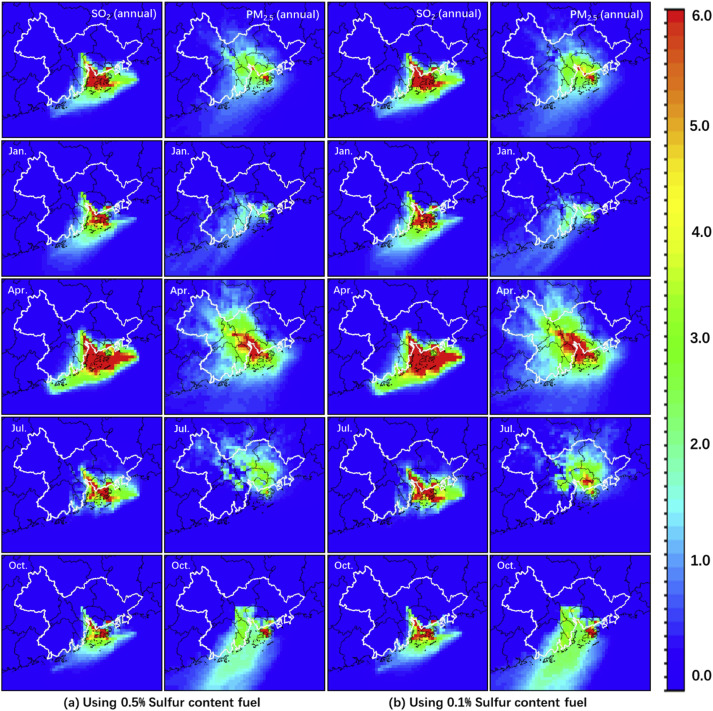 SO₂ (annual) PM₂.₅ (annual) SO₂ (annual) PM₂.₅ (annual) 6.0
5.0
Jan. Jan. Jan. Jan.
4.0
Apr. Apr. Apr. Apr.
3.0
Jul. Jul. Jul. Jul.
2.0
1.0
Oct. Oct. Oct. Oct.
0.0
(a) Using 0.5% Sulfur content fuel (b) Using 0.1% Sulfur content fuel